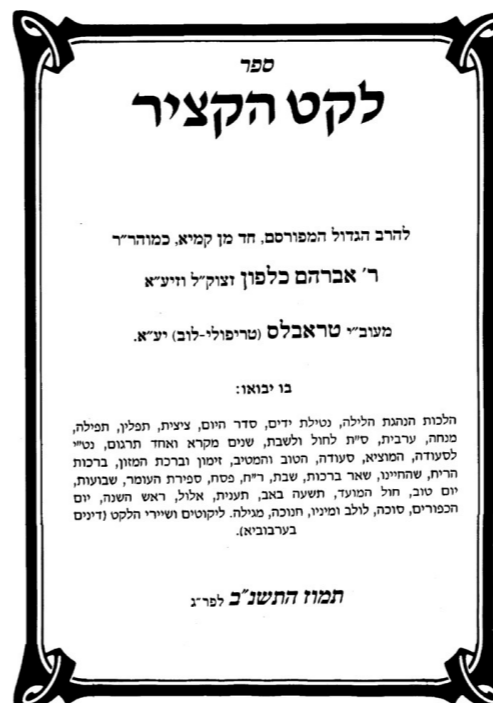 ספר
לקט הקציר
להרב הגדול המפורסם, חד מן קמיא, כמוהר״ר
ר׳ אברהם כלפון זצוק״ל וזיע״א
מעוב״י טראבלס (טריפולי-לוב) יע״א.
בו יבואו:
הלכות הנהגת הלילה, נטילת ידים, סדר היום, ציצית, תפלין, תפילה,
מנחה, ערבית, ס״ת לחול ולשבת, שנים מקרא ואחד תרגום, נט״י
לסעודה, המוציא, סעודה, הטוב והמטיב, זימון וברכת המזון, ברכות
הריח, שהחיינו, שאר ברכות, שבת, ר״ח, פסח, ספירת העומר, שבועות,
יום טוב, חול המועד, תשעה באב, תענית, אלול, ראש השנה, יום
הכפורים, סוכה, לולב ומיניו, חנוכה, מגילה. ליקוטים ושיירי הלקט (דינים
בערבוביא).
תמוז התשנ״ב לפר״ג